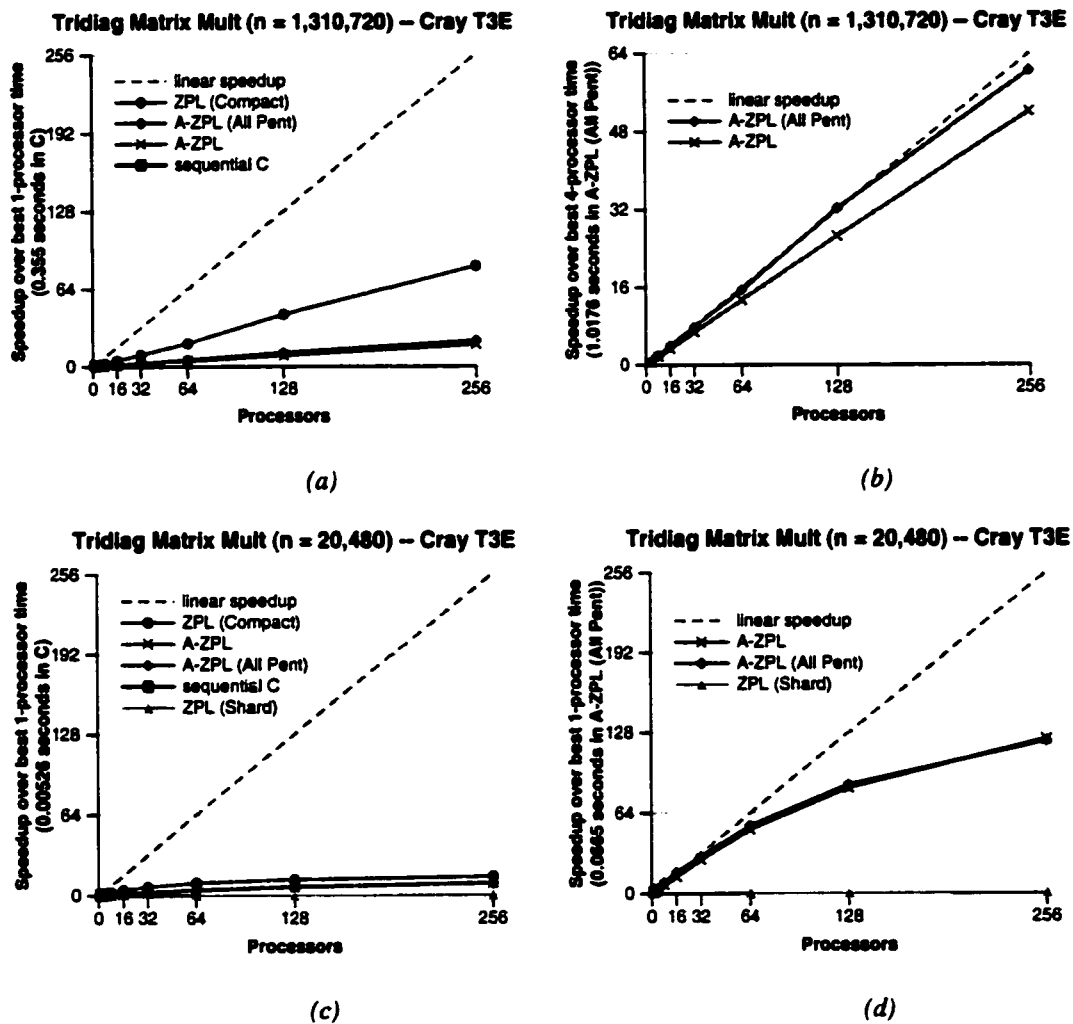 Tridiag Matrix Mult (n = 1,310,720) -- Cray T3E
Speedup over best 1-processor time
(0.355 seconds in C)
256
192
128
64
0
linear speedup
ZPL (Compact)
A-ZPL (All Pent)
A-ZPL
sequential C
0 16 32 64 128 256
Processors
(a)
Tridiag Matrix Mult (n = 1,310,720) -- Cray T3E
Speedup over best 4-processor time
(1.0176 seconds in A-ZPL (All Pent))
64
48
32
16
0
linear speedup
A-ZPL (All Pent)
A-ZPL
0 16 32 64 128 256
Processors
(b)
Tridiag Matrix Mult (n = 20,480) -- Cray T3E
Speedup over best 1-processor time
(0.00526 seconds in C)
256
192
128
64
0
linear speedup
ZPL (Compact)
A-ZPL
A-ZPL (All Pent)
sequential C
ZPL (Shard)
0 16 32 64 128 256
Processors
(c)
Tridiag Matrix Mult (n = 20,480) -- Cray T3E
Speedup over best 1-processor time
(0.0665 seconds in A-ZPL (All Pent))
256
192
128
64
0
linear speedup
A-ZPL
A-ZPL (All Pent)
ZPL (Shard)
0 16 32 64 128 256
Processors
(d)